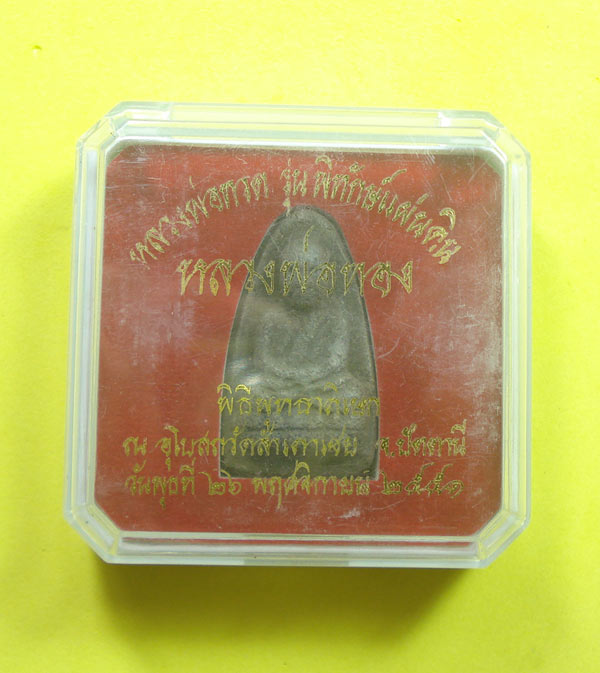 หลวงพ่อทวด รุ่น พิทักษ์แผ่นดิน
หลวงพ่อทอง
พิธีพุทธาภิเษก
ณ อุโบสถวัดสำเภาเชย จ.ปัตตานี
วันพุธที่ ๒๖ พฤศจิกายน ๒๕๕๑